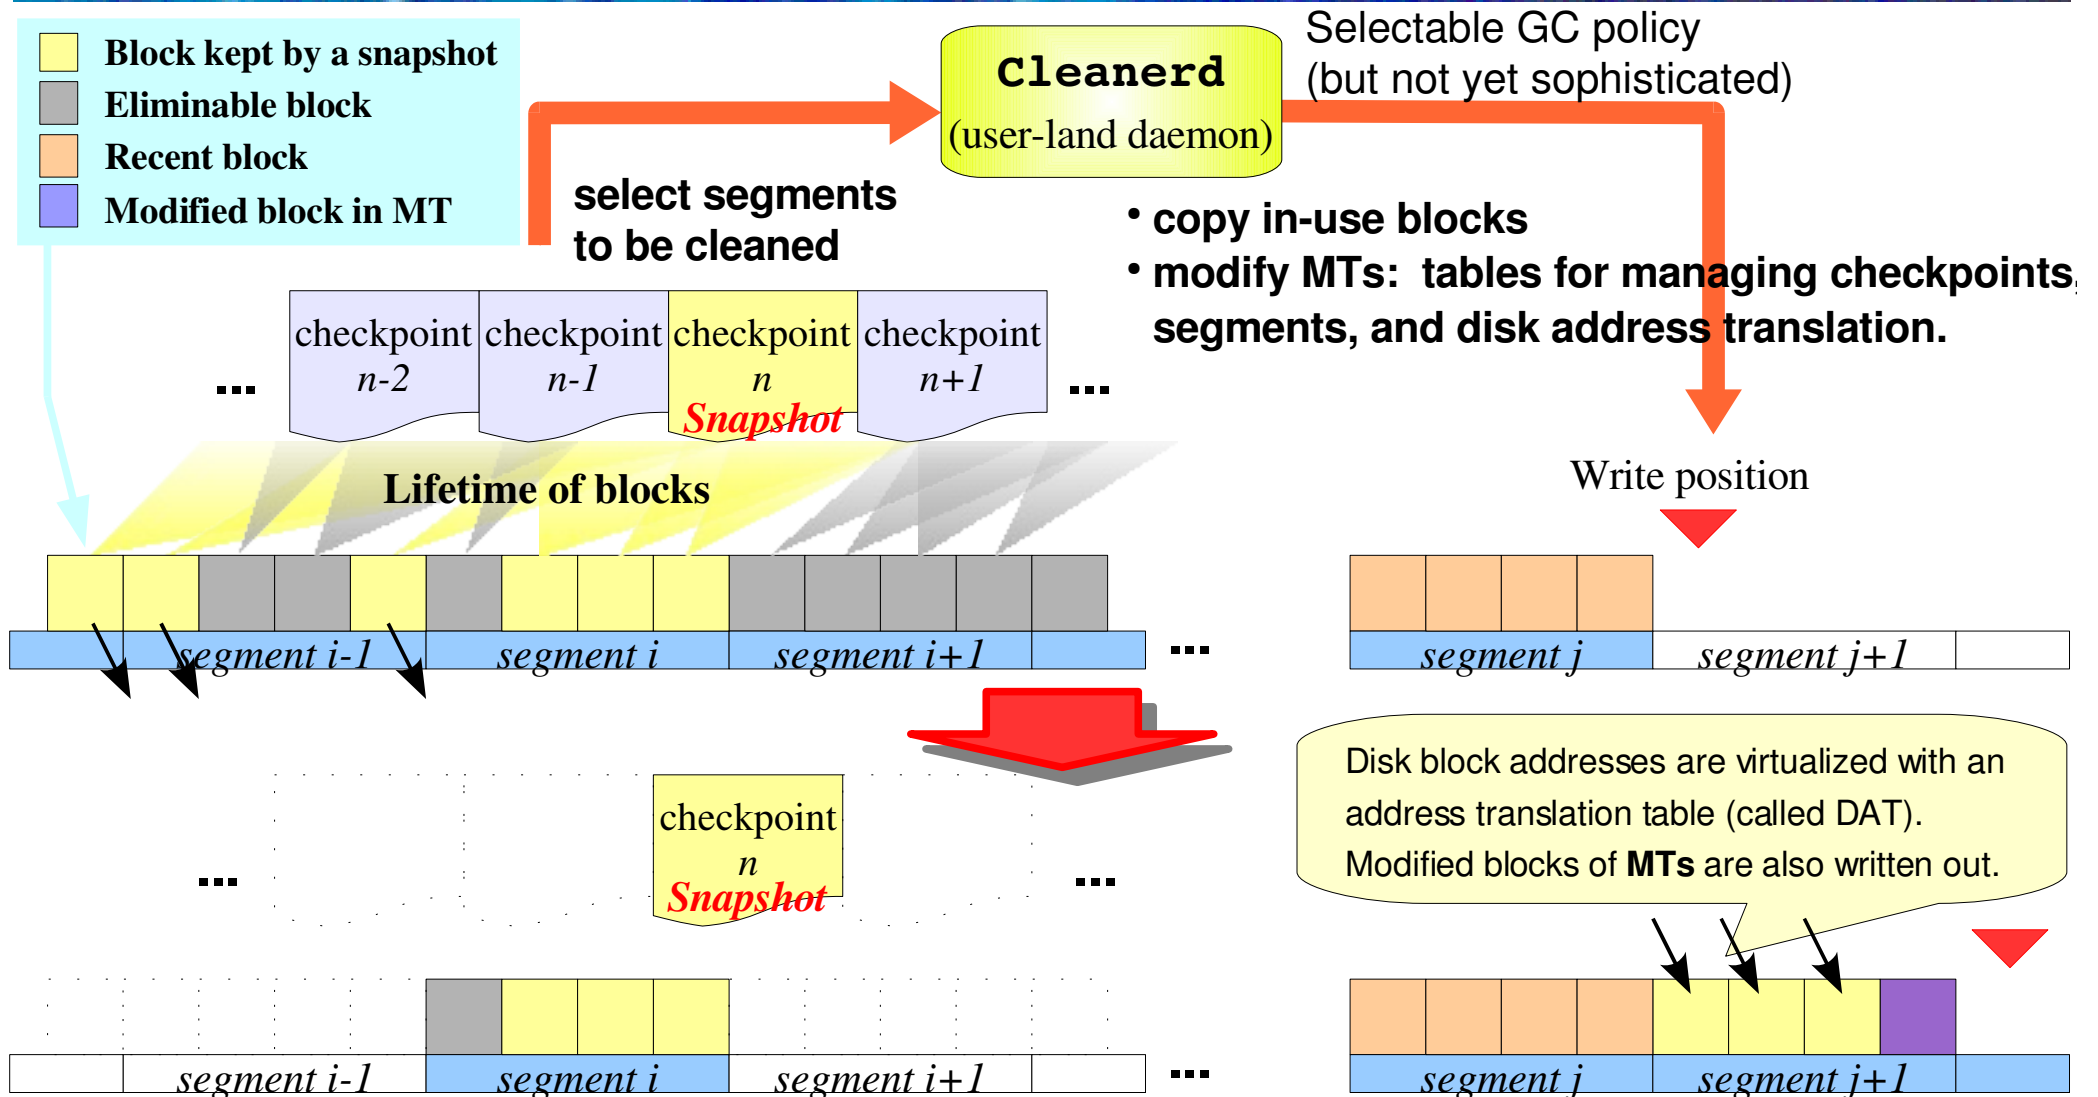 Block kept by a snapshot
Eliminable block
Recent block
Modified block in MT
Cleanerd
(user-land daemon)
Selectable GC policy
(but not yet sophisticated)
select segments
to be cleaned
• copy in-use blocks
• modify MTs: tables for managing checkpoints,
segments, and disk address translation.
checkpoint
n-2
checkpoint
n-1
checkpoint
n
Snapshot
checkpoint
n+1
...
...
Lifetime of blocks
Write position
segment i-1
segment i
segment i+1
...
segment j
segment j+1
Disk block addresses are virtualized with an
address translation table (called DAT).
Modified blocks of MTs are also written out.
checkpoint
n
Snapshot
...
...
segment i-1
segment i
segment i+1
...
segment j
segment j+1